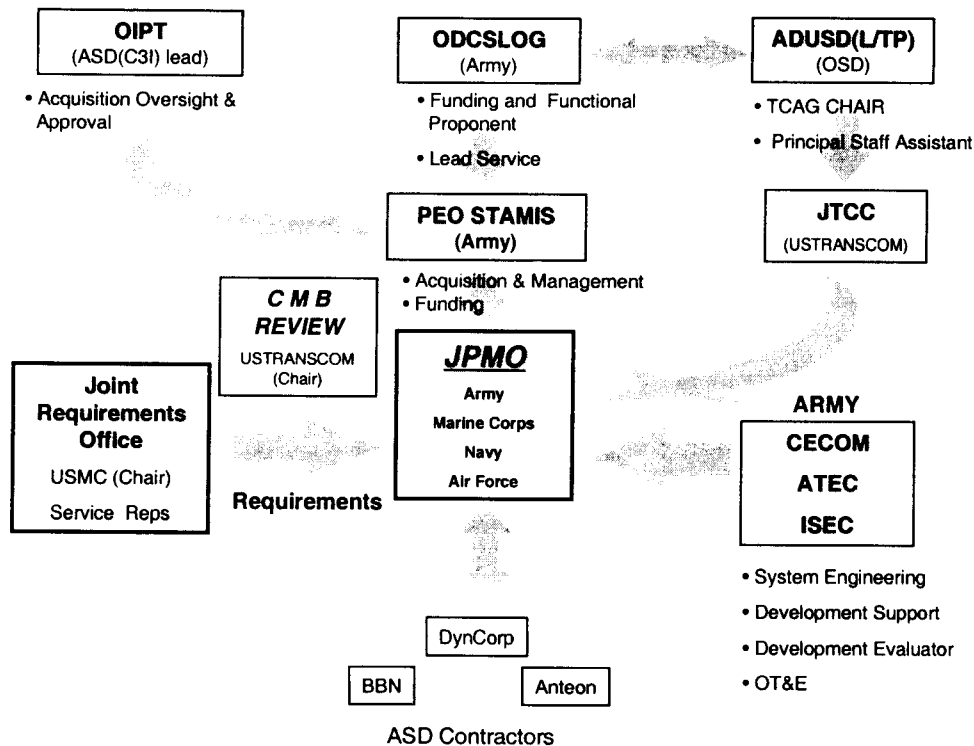 OIPT
(ASD(C3I) lead)
• Acquisition Oversight &
Approval
ODCSLOG
(Army)
• Funding and Functional
Proponent
• Lead Service
ADUSD(L/TP)
(OSD)
• TCAG CHAIR
• Principal Staff Assistant
PEO STAMIS
(Army)
• Acquisition & Management
• Funding
JTCC
(USTRANSCOM)
C M B
REVIEW
USTRANSCOM
(Chair)
Joint
Requirements
Office
USMC (Chair)
Service Reps
Requirements
JPMO
Army
Marine Corps
Navy
Air Force
ARMY
CECOM
ATEC
ISEC
• System Engineering
• Development Support
• Development Evaluator
• OT&E
DynCorp
BBN
Anteon
ASD Contractors